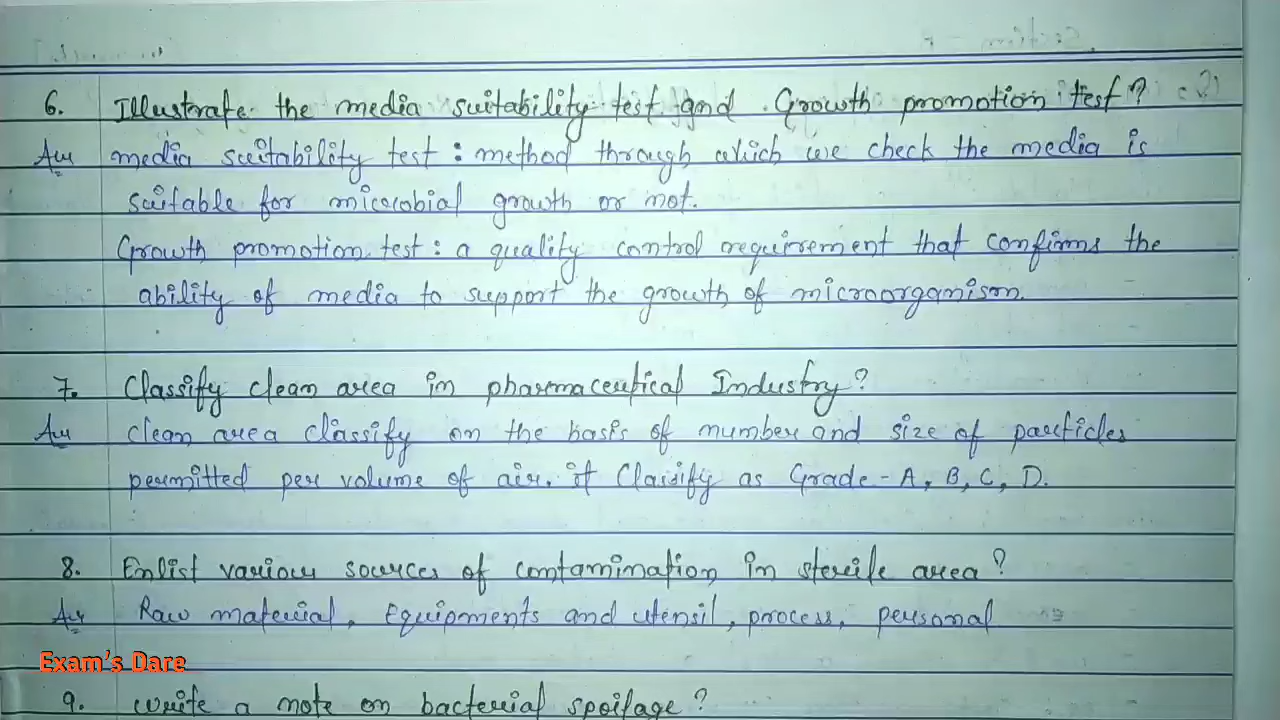 6. Illustrate the media suitability test and Growth promotion test?
Ans media suitability test : method through which we check the media is
suitable for microbial growth or not.
Growth promotion test : a quality control requirement that confirms the
ability of media to support the growth of microorganism.
7. Classify clean area in pharmaceutical Industry?
Ans clean area classify on the basis of number and size of particles
permitted per volume of air. it Classify as Grade - A, B, C, D.
8. Enlist various sources of contamination in sterile area?
Ans Raw material, Equipments and utensil, process, personal
Exam's Dare
9. write a note on bacterial spoilage?